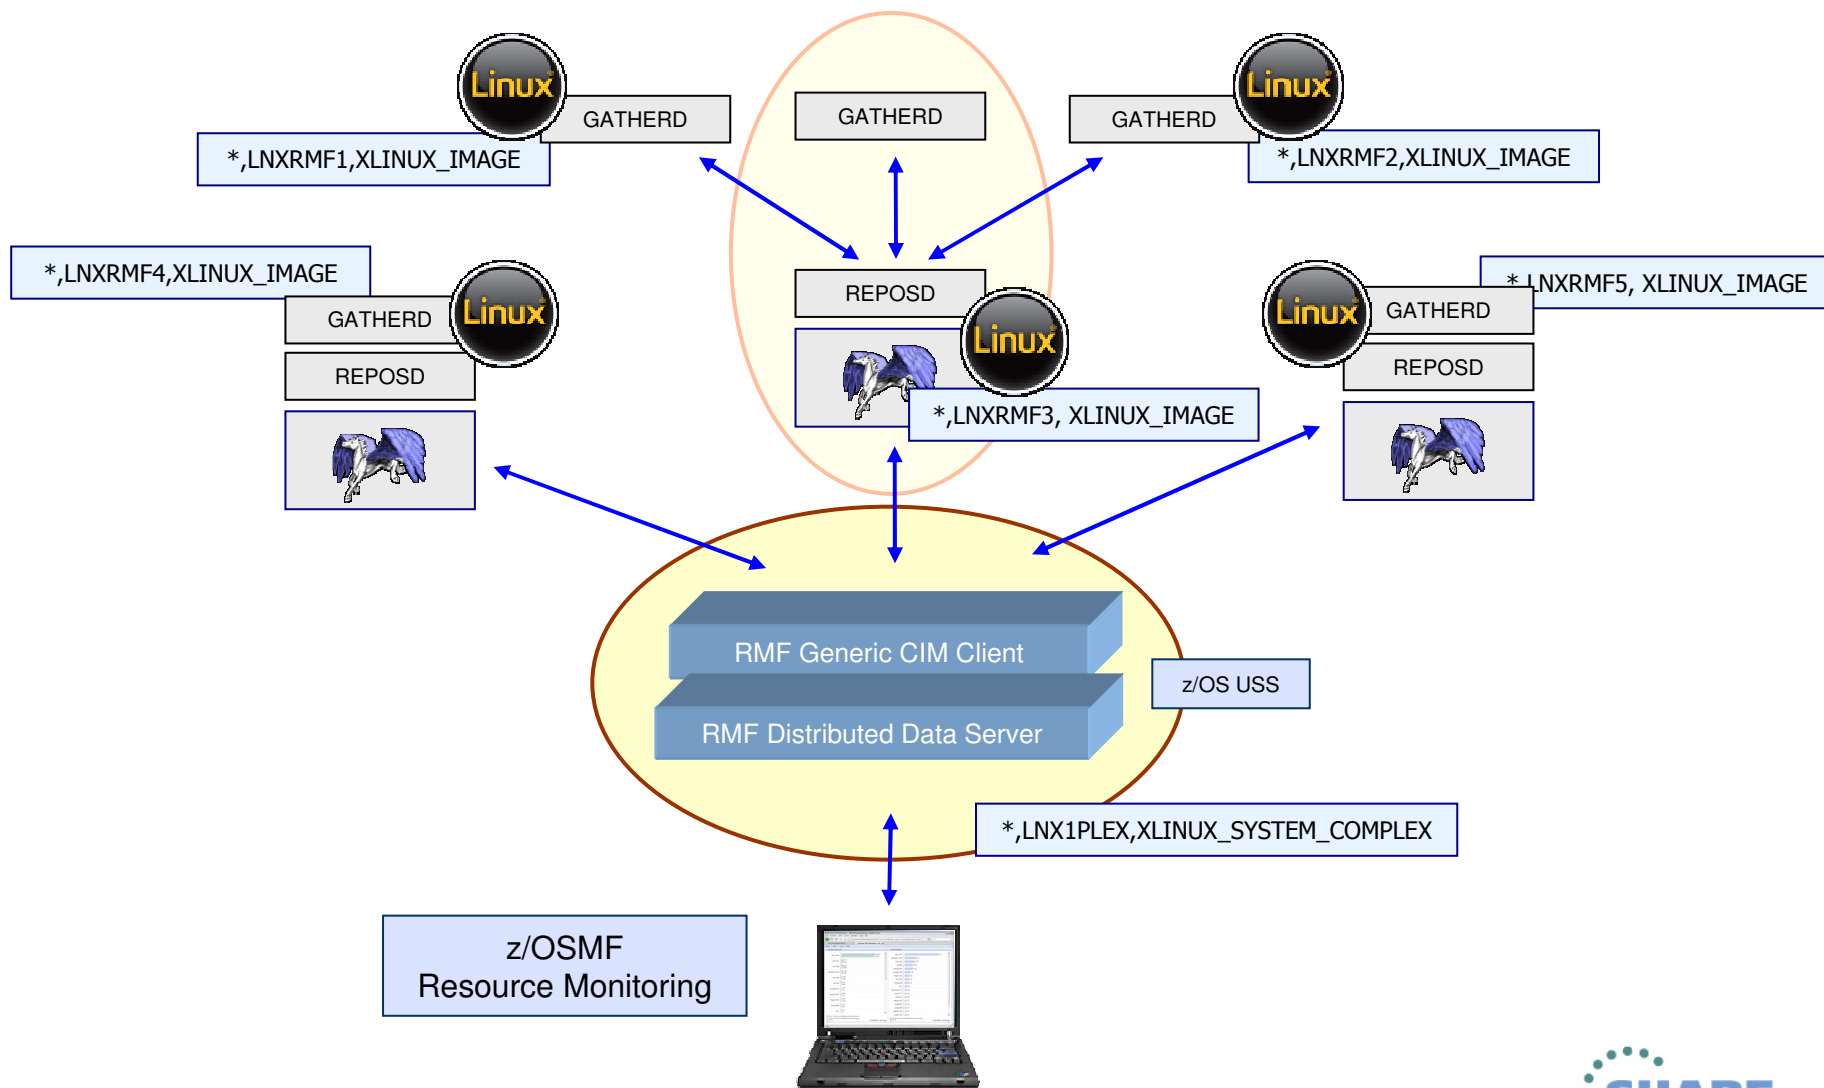 Linux
GATHERD
*,LNXRMF1,XLINUX_IMAGE
GATHERD
GATHERD
Linux
*,LNXRMF2,XLINUX_IMAGE
*,LNXRMF4,XLINUX_IMAGE
GATHERD
Linux
REPOSD
REPOSD
Linux
*,LNXRMF3, XLINUX_IMAGE
*,LNXRMF5, XLINUX_IMAGE
Linux
GATHERD
REPOSD
RMF Generic CIM Client
RMF Distributed Data Server
z/OS USS
*,LNX1PLEX,XLINUX_SYSTEM_COMPLEX
z/OSMF
Resource Monitoring
SHARE